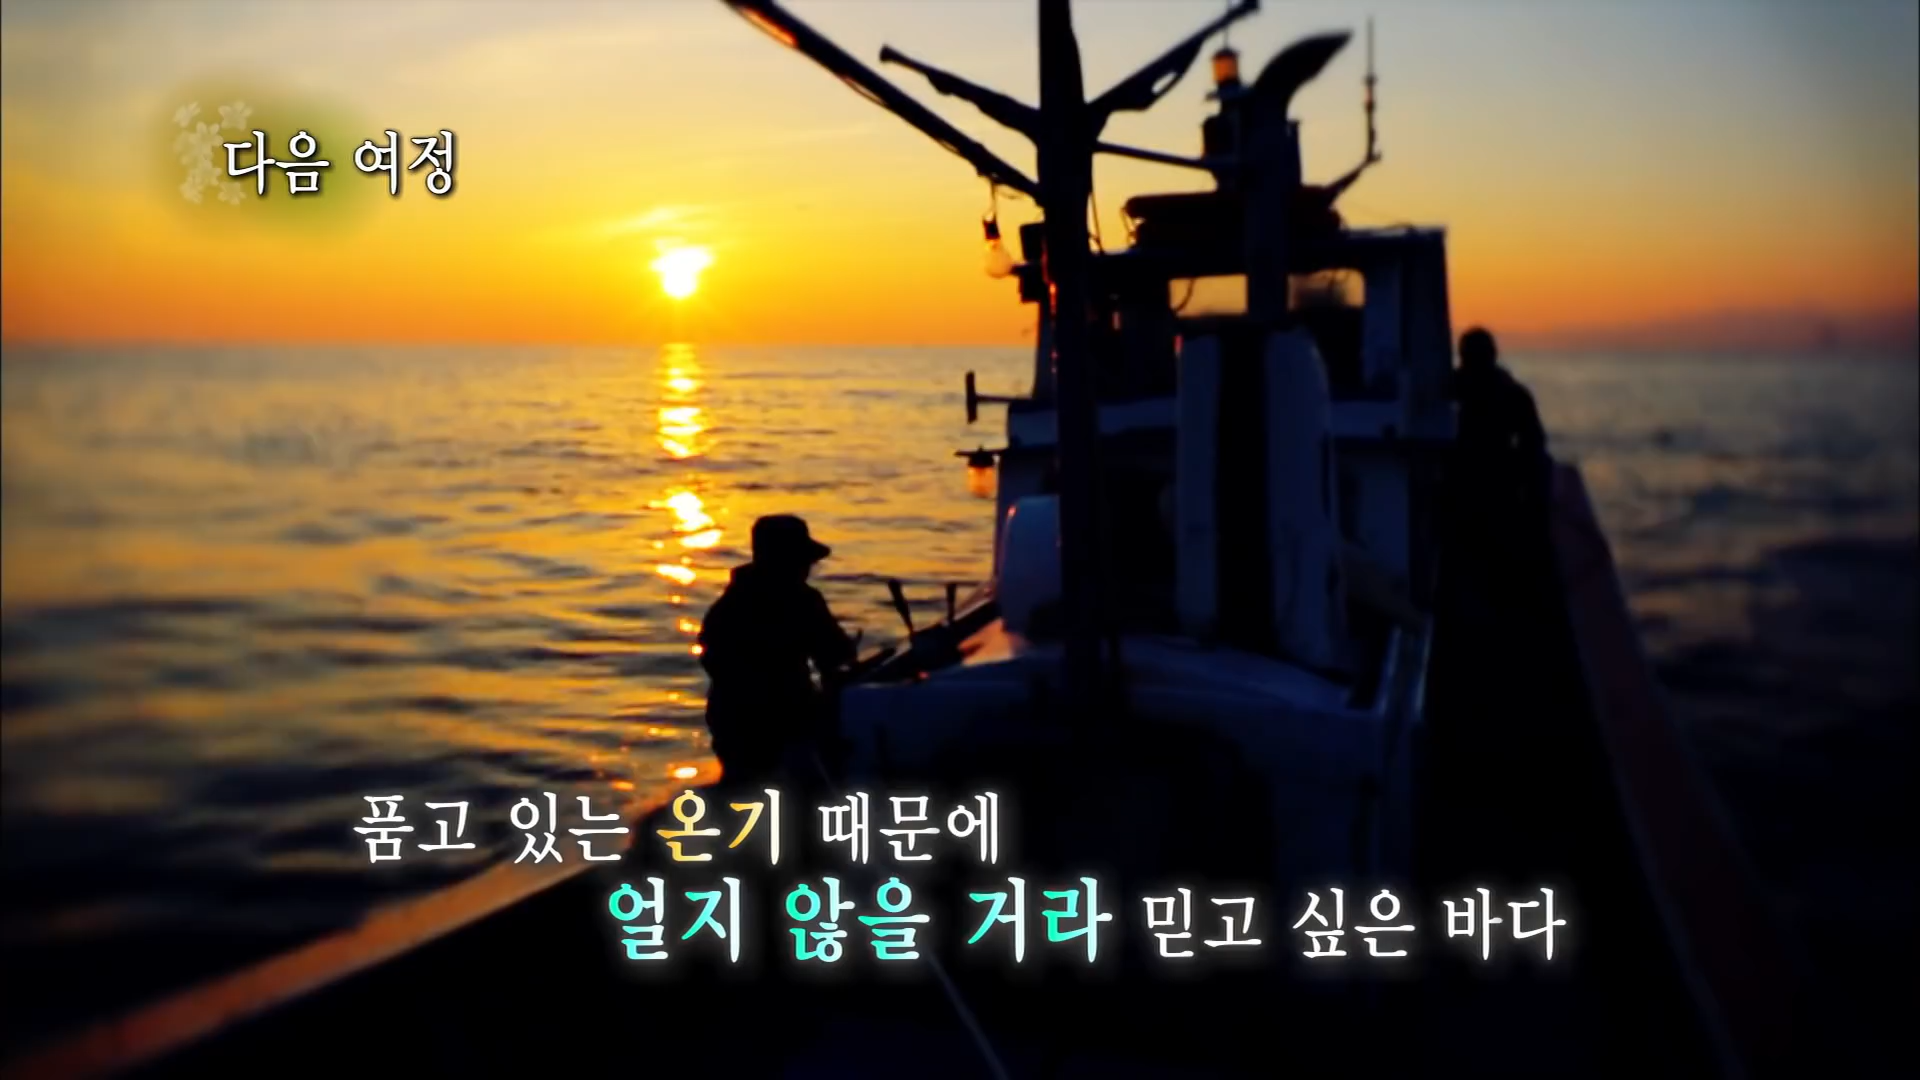 다음 여정
품고 있는 온기 때문에
얼지 않을 거라 믿고 싶은 바다